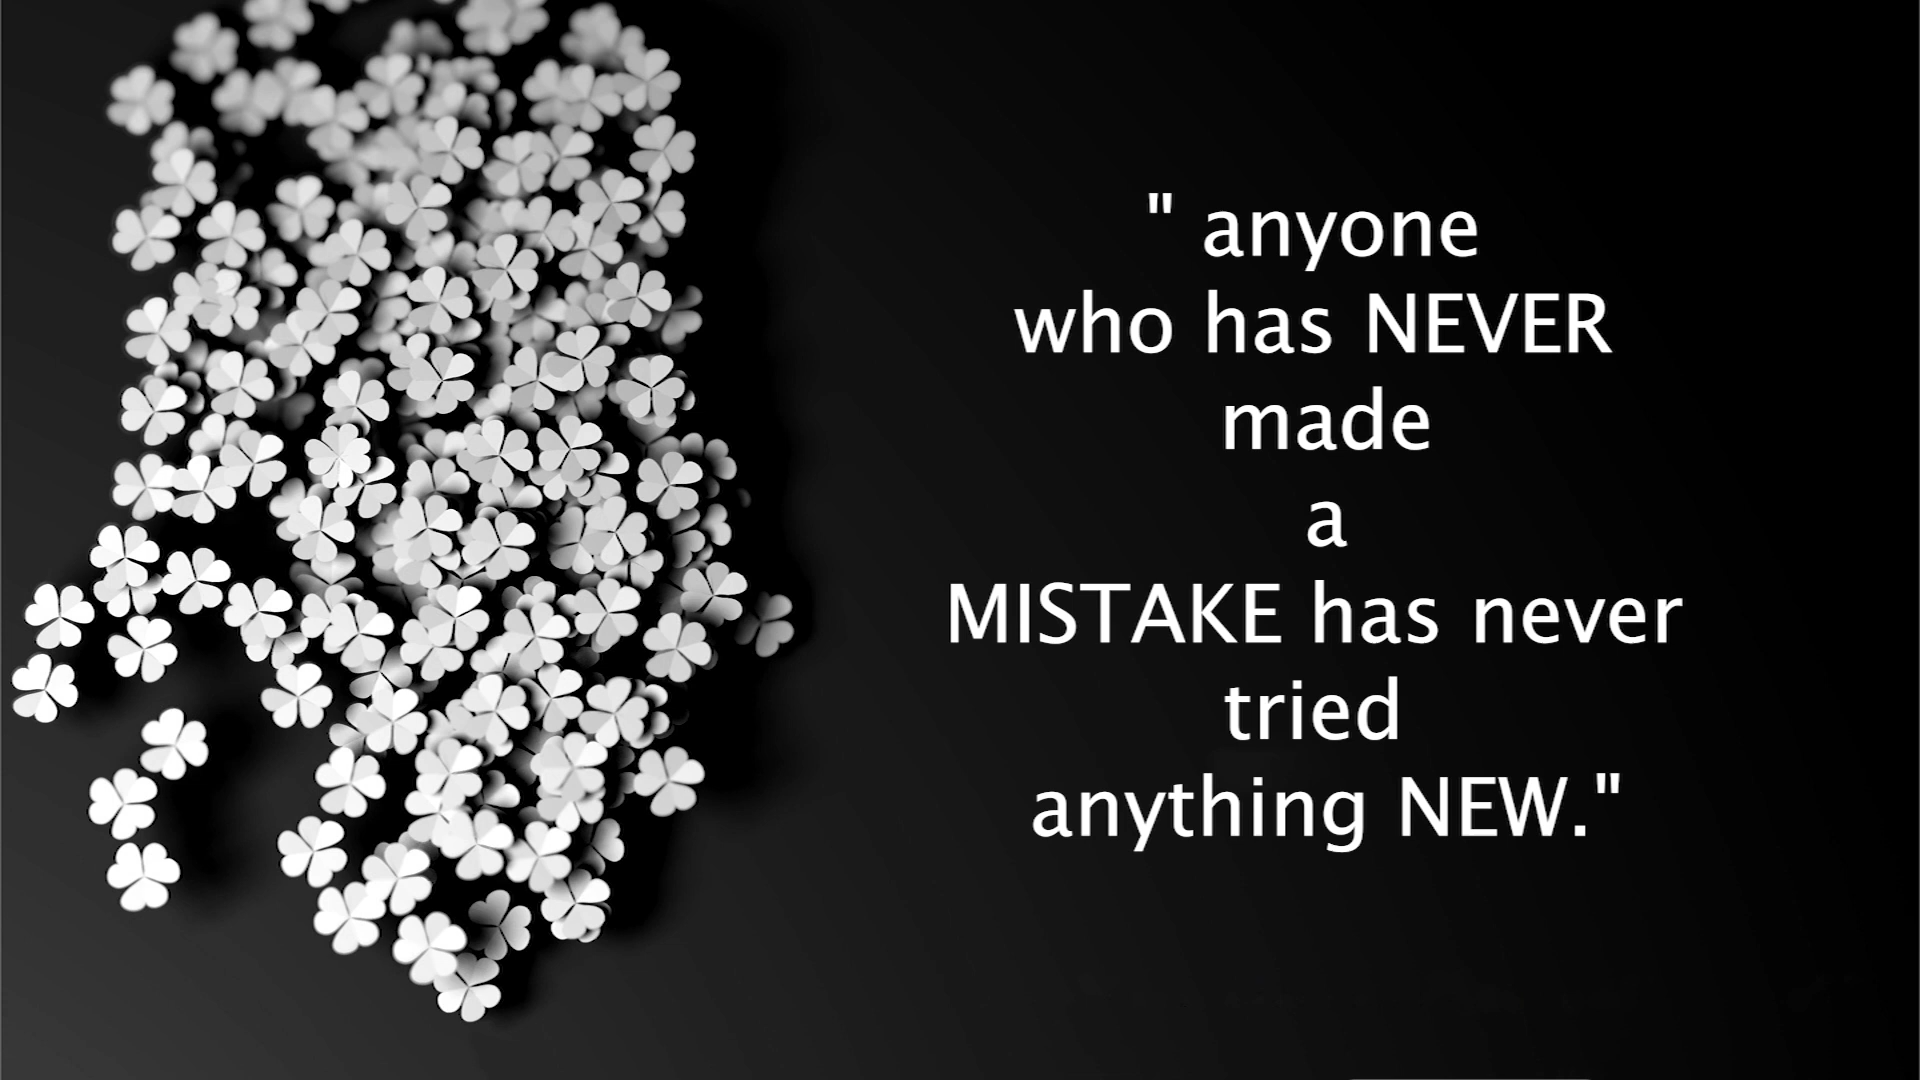 " anyone
who has NEVER
made
a
MISTAKE has never
tried
anything NEW."